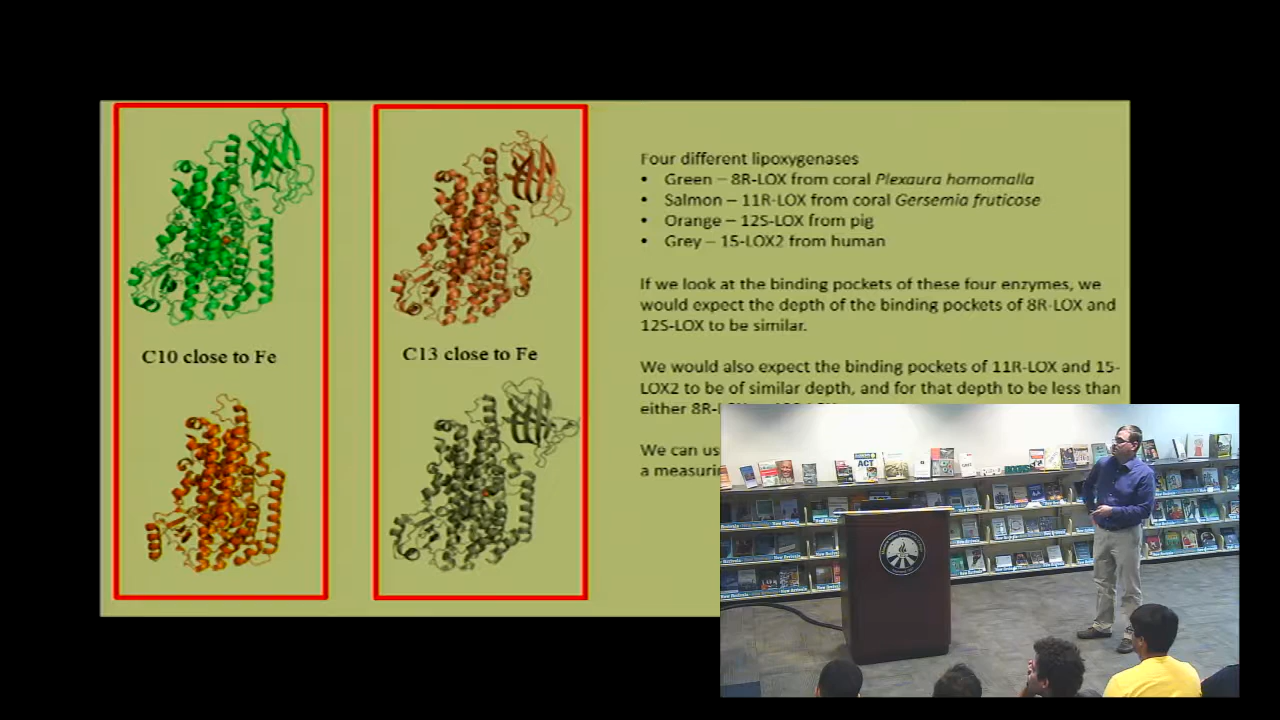 Four different lipoxygenases
• Green – 8R-LOX from coral Plexaura homomalla
• Salmon – 11R-LOX from coral Gersemia fruticose
• Orange – 12S-LOX from pig
• Grey – 15-LOX2 from human
If we look at the binding pockets of these four enzymes, we
would expect the depth of the binding pockets of 8R-LOX and
12S-LOX to be similar.
We would also expect the binding pockets of 11R-LOX and 15-
LOX2 to be of similar depth, and for that depth to be less than
either 8R-
We can us
a measurin
C10 close to Fe
C13 close to Fe
ACT